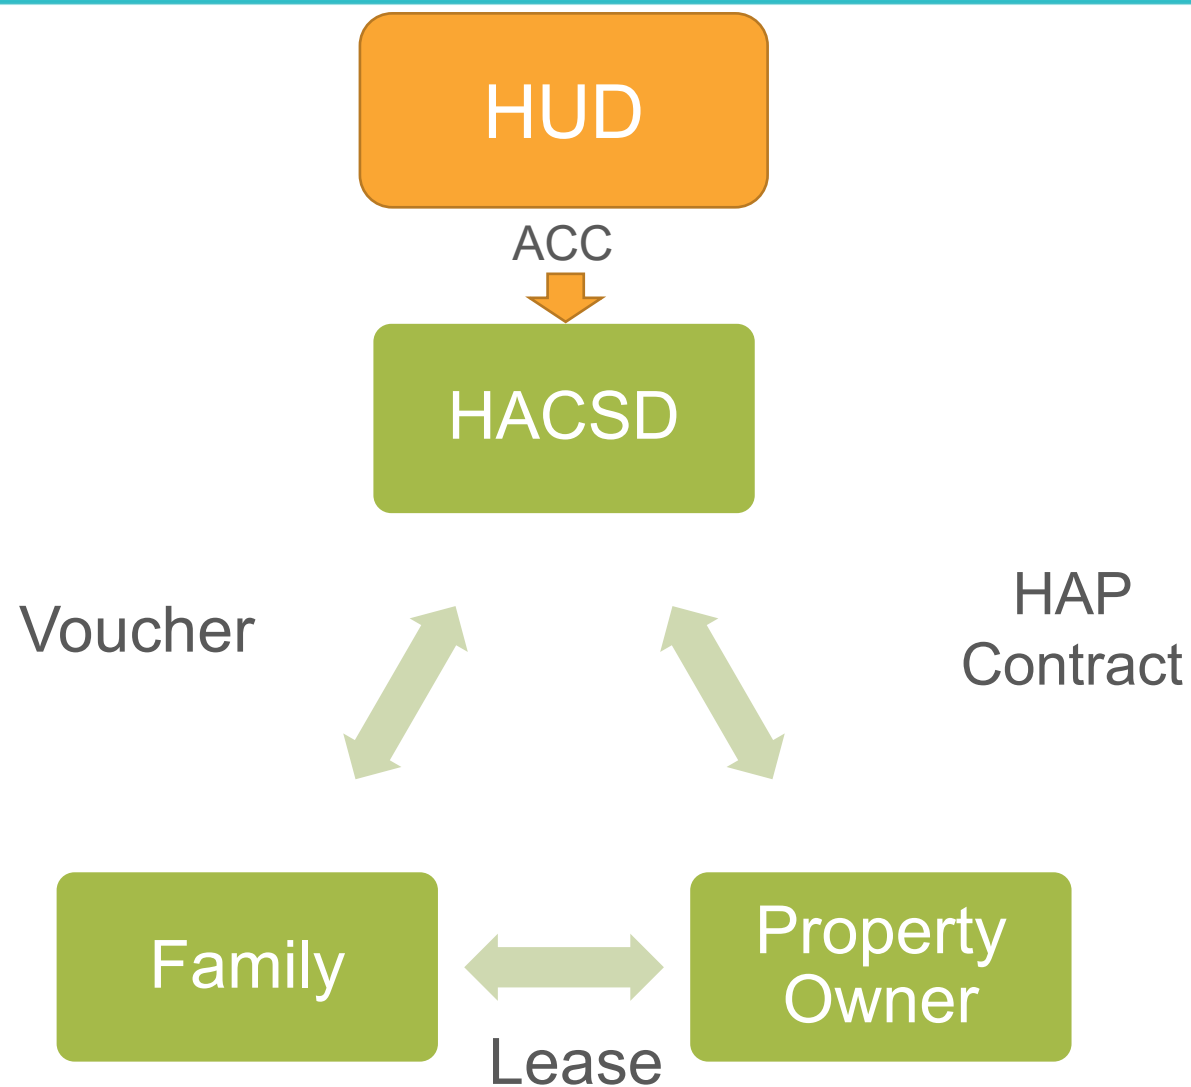 HUD
ACC
HACSD
Voucher
HAP
Contract
Family
Property
Owner
Lease